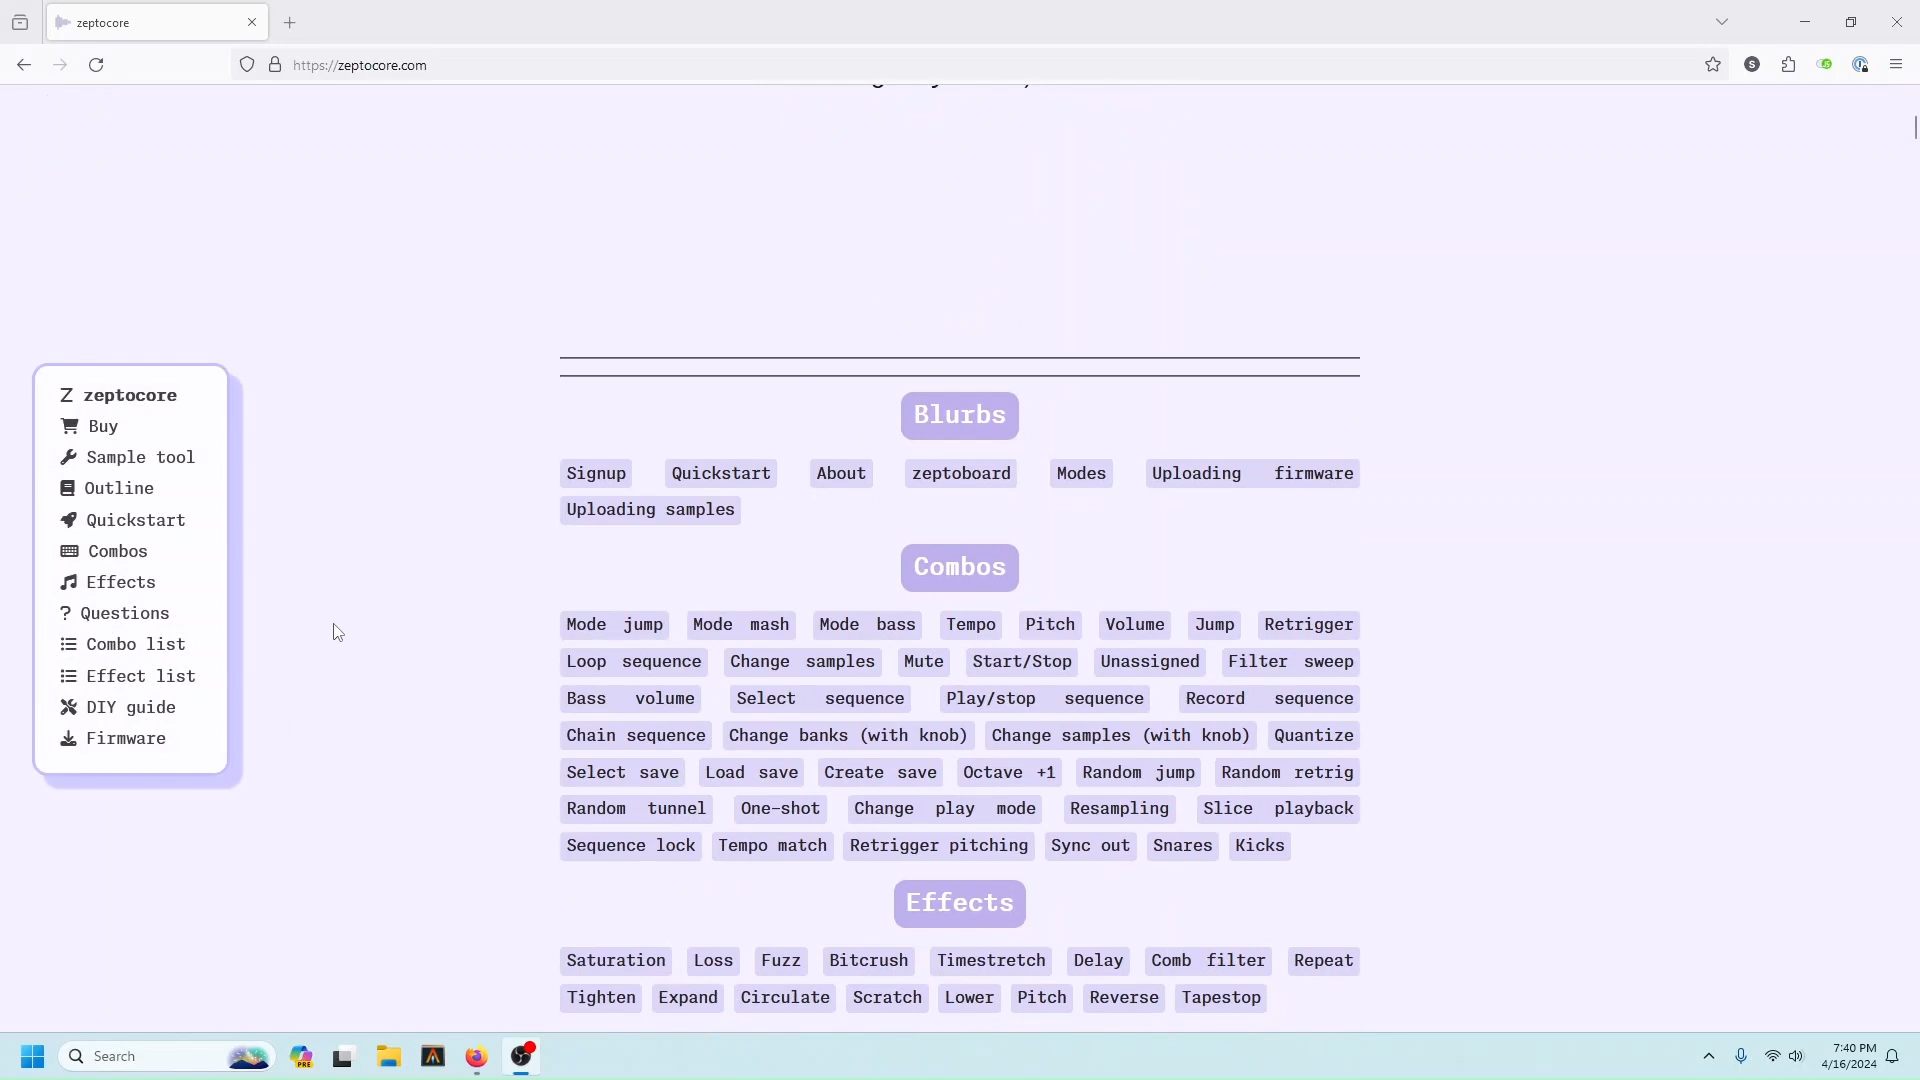 zeptocore
https://zeptocore.com
S
Z zeptocore
Buy
Sample tool
Outline
Quickstart
Combos
Effects
? Questions
Combo list
Effect list
DIY guide
Firmware
Blurbs
Signup Quickstart About zeptoboard Modes Uploading firmware
Uploading samples
Combos
Mode jump Mode mash Mode bass Tempo Pitch Volume Jump Retrigger
Loop sequence Change samples Mute Start/Stop Unassigned Filter sweep
Bass volume Select sequence Play/stop sequence Record sequence
Chain sequence Change banks (with knob) Change samples (with knob) Quantize
Select save Load save Create save Octave +1 Random jump Random retrig
Random tunnel One-shot Change play mode Resampling Slice playback
Sequence lock Tempo match Retrigger pitching Sync out Snares Kicks
Effects
Saturation Loss Fuzz Bitcrush Timestretch Delay Comb filter Repeat
Tighten Expand Circulate Scratch Lower Pitch Reverse Tapestop
Search
PRE
7:40 PM
4/16/2024